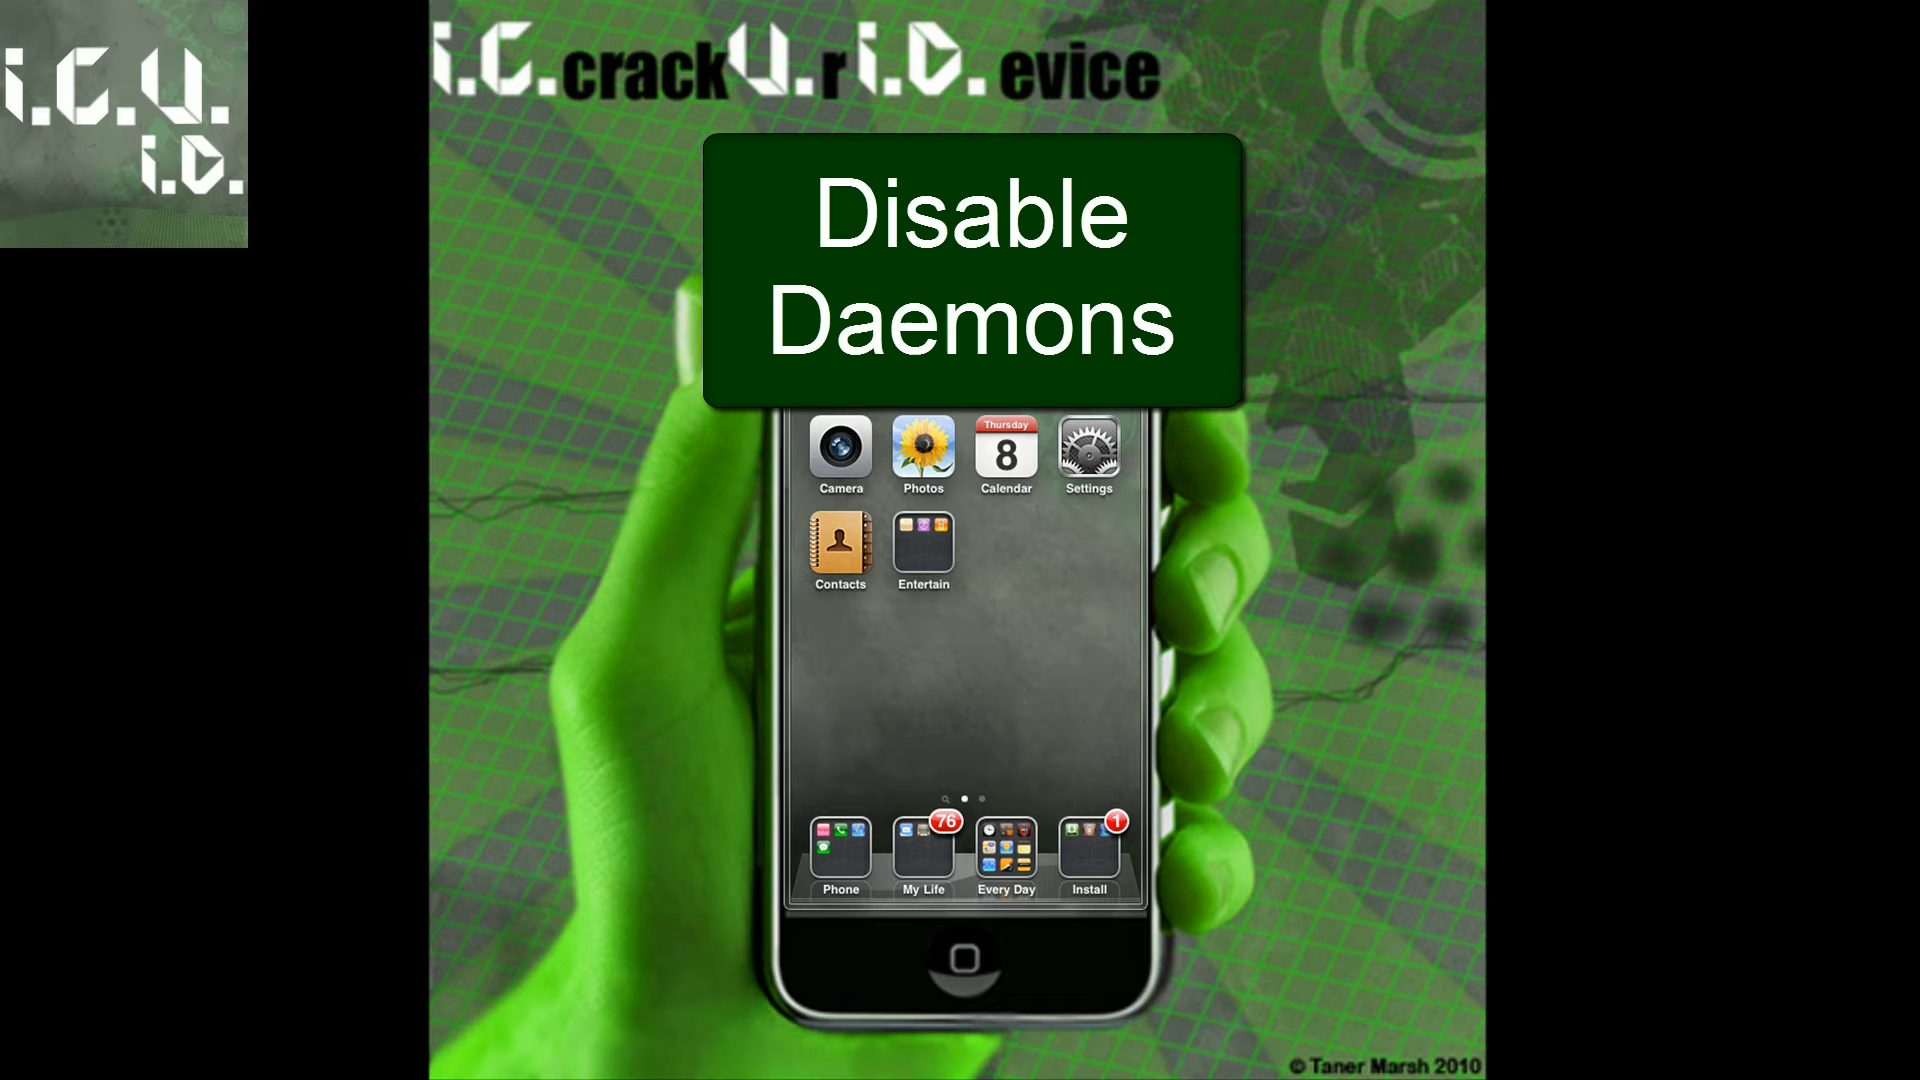 i.C.U.
i.D.
i.C.crackU.r i.D.evice
Disable
Daemons
Thursday
8
Camera Photos Calendar Settings
Contacts Entertain
76
1
Phone My Life Every Day Install
© Taner Marsh 2010